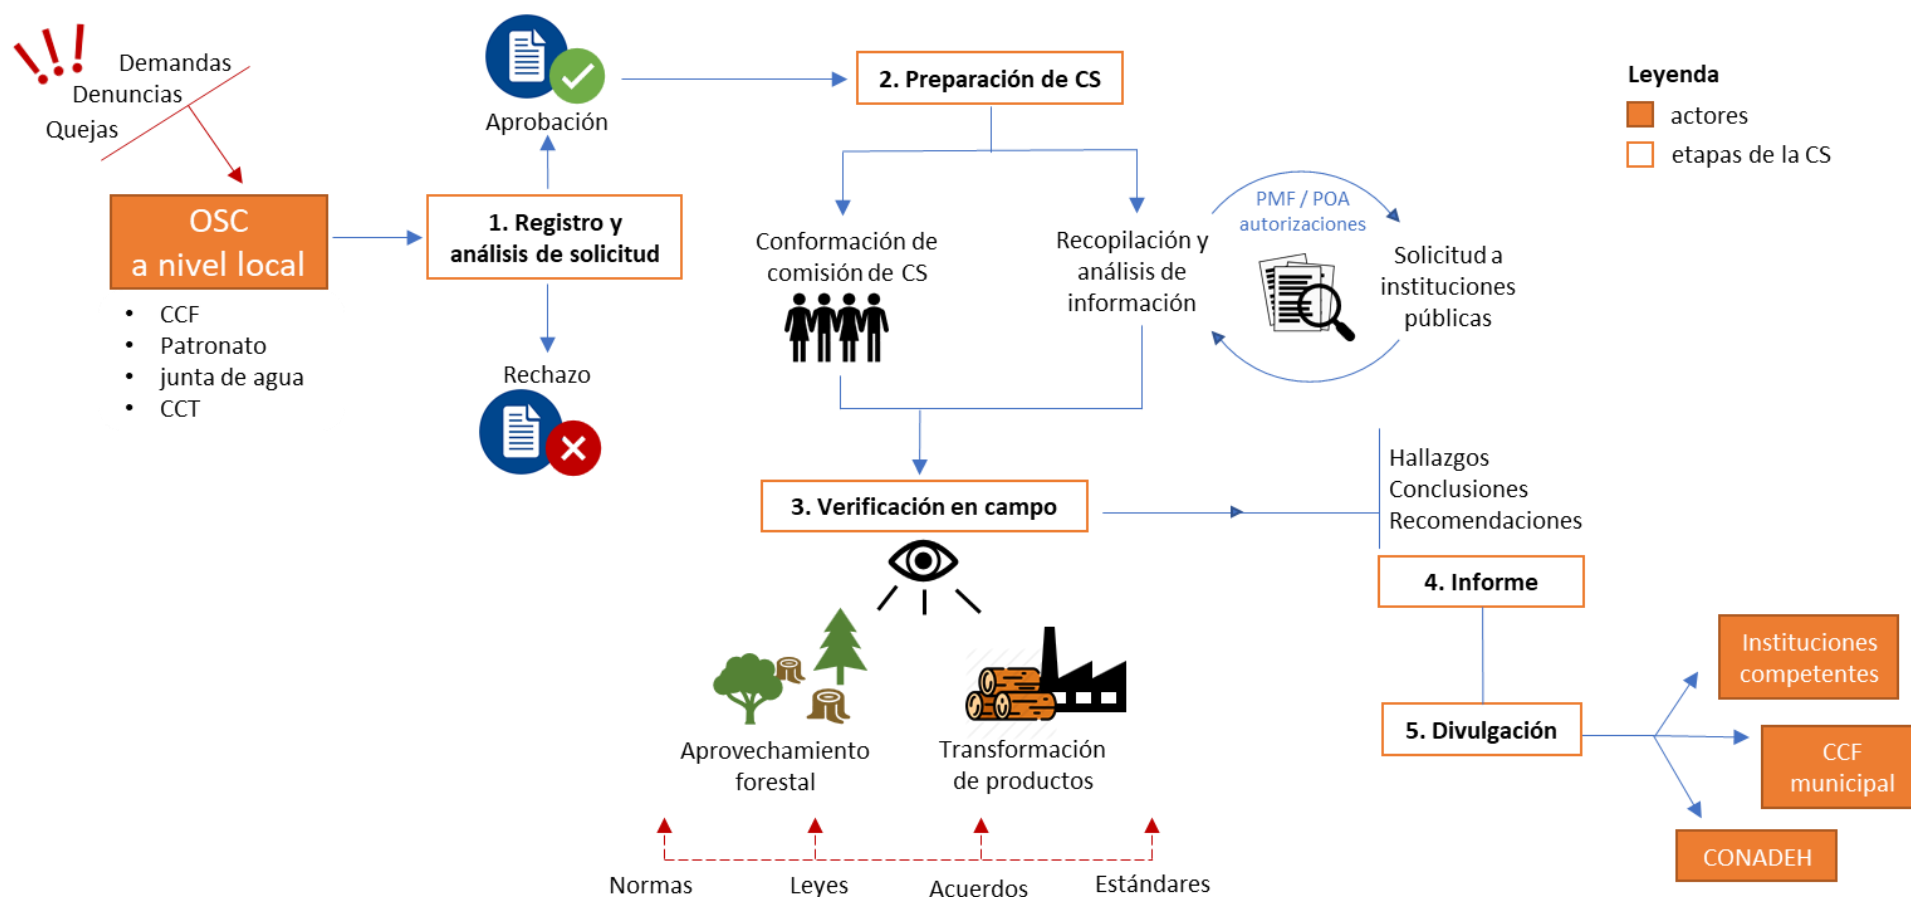 Demandas
Denuncias
Quejas
OSC
a nivel local
• CCF
• Patronato
• junta de agua
• CCT
1. Registro y
análisis de solicitud
Aprobación
Rechazo
2. Preparación de CS
Conformación de
comisión de CS
Recopilación y
análisis de
información
PMF / POA
autorizaciones
Solicitud a
instituciones
públicas
Leyenda
actores
etapas de la CS
3. Verificación en campo
Aprovechamiento
forestal
Transformación
de productos
Normas
Leyes
Acuerdos
Estándares
Hallazgos
Conclusiones
Recomendaciones
4. Informe
5. Divulgación
Instituciones
competentes
CCF
municipal
CONADEH